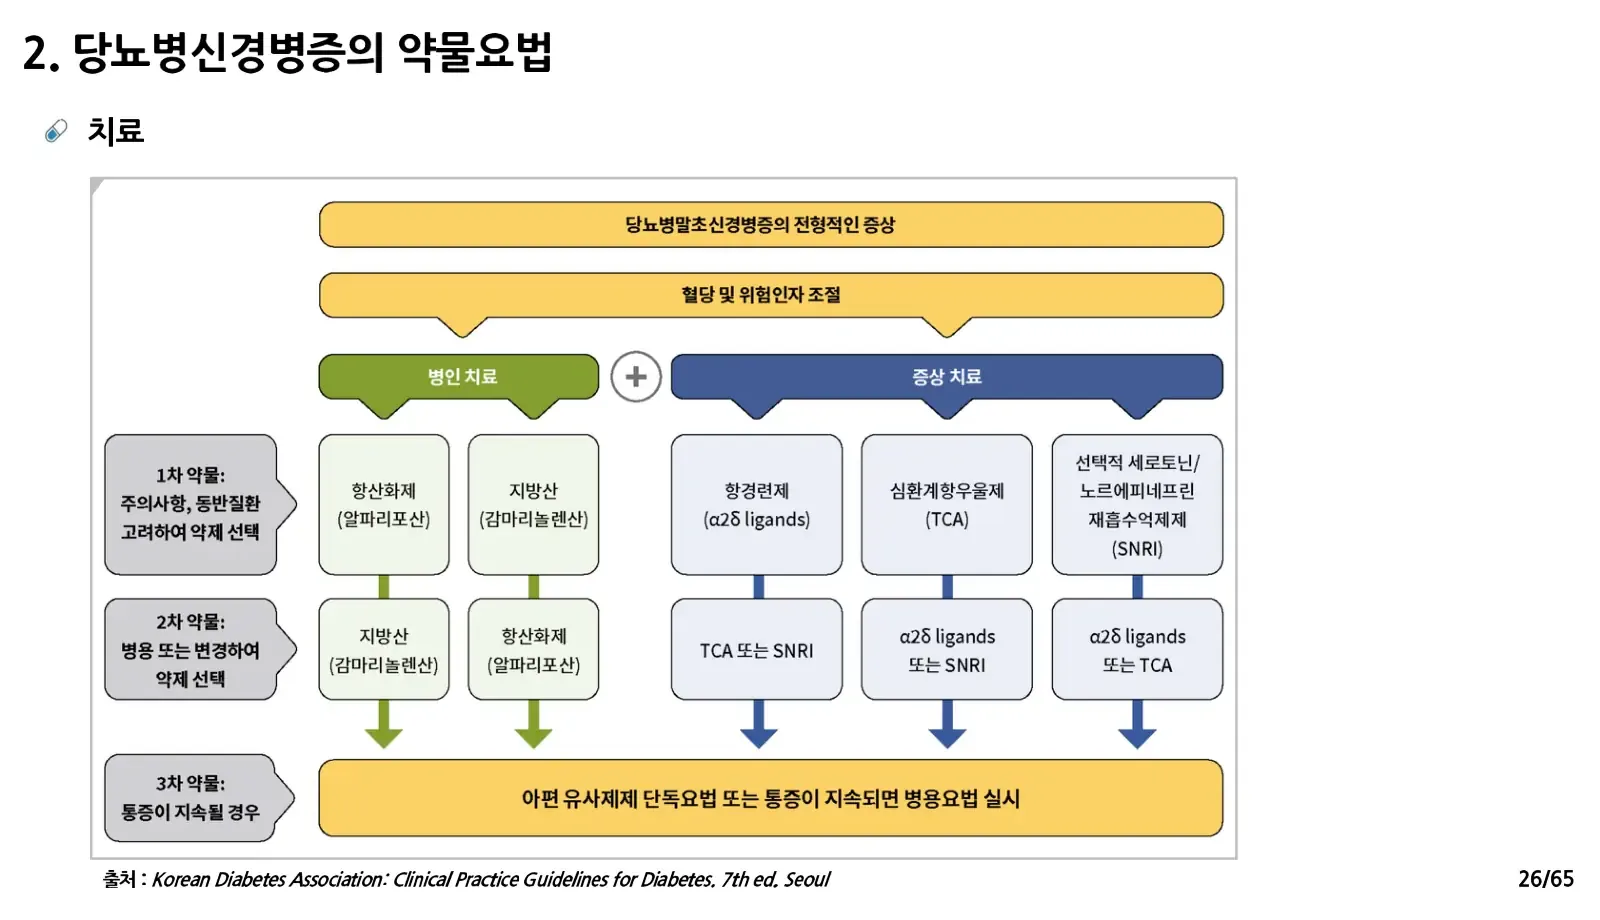 2. 당뇨병신경병증의 약물요법
치료
당뇨병말초신경병증의 전형적인 증상
혈당 및 위험인자 조절
병인 치료
+
증상 치료
1차 약물:
주의사항, 동반질환
고려하여 약제 선택
항산화제
(알파리포산)
지방산
(감마리놀렌산)
항경련제
(α2δ ligands)
심환계항우울제
(TCA)
선택적 세로토닌/
노르에피네프린
재흡수억제제
(SNRI)
2차 약물:
병용 또는 변경하여
약제 선택
지방산
(감마리놀렌산)
항산화제
(알파리포산)
TCA 또는 SNRI
α2δ ligands
또는 SNRI
α2δ ligands
또는 TCA
3차 약물:
통증이 지속될 경우
아편 유사제제 단독요법 또는 통증이 지속되면 병용요법 실시
출처 : Korean Diabetes Association: Clinical Practice Guidelines for Diabetes. 7th ed. Seoul
26/65